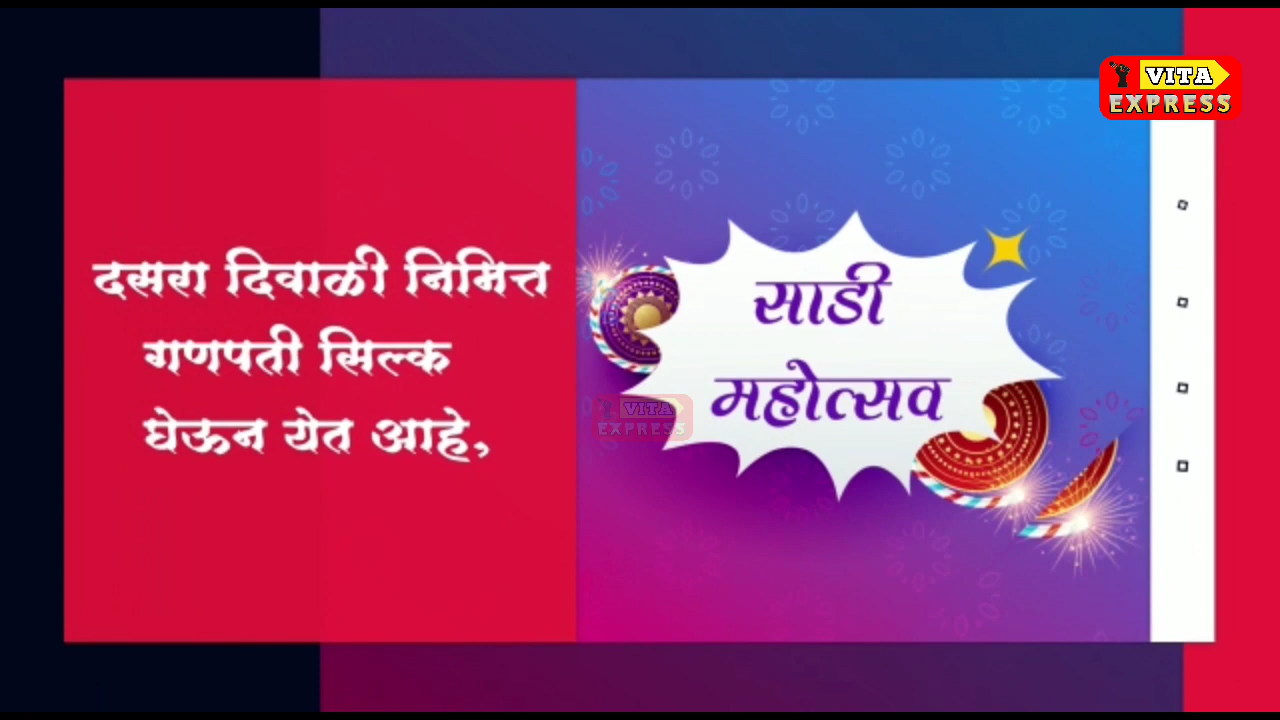 दसरा दिवाळी निमित्त
गणपती सिल्क
घेऊन येत आहे,
साडी
महोत्सव
VITA
EXPRESS
VITA
EXPRESS